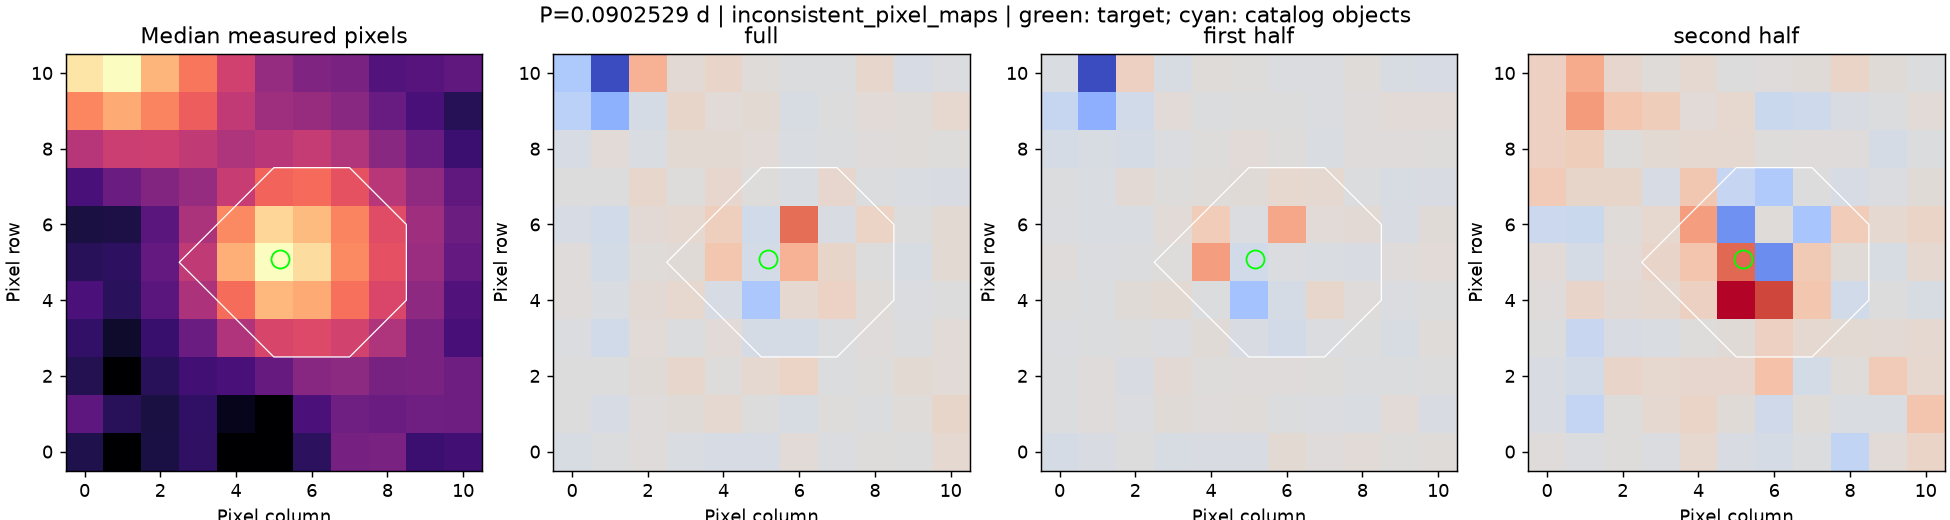 P=0.0902529 d | inconsistent_pixel_maps | green: target; cyan: catalog objects
Median measured pixels
full
first half
second half
10
8
6
4
2
0
Pixel row
0 2 4 6 8 10
Pixel column
10
8
6
4
2
0
Pixel row
0 2 4 6 8 10
Pixel column
10
8
6
4
2
0
Pixel row
0 2 4 6 8 10
Pixel column
10
8
6
4
2
0
Pixel row
0 2 4 6 8 10
Pixel column